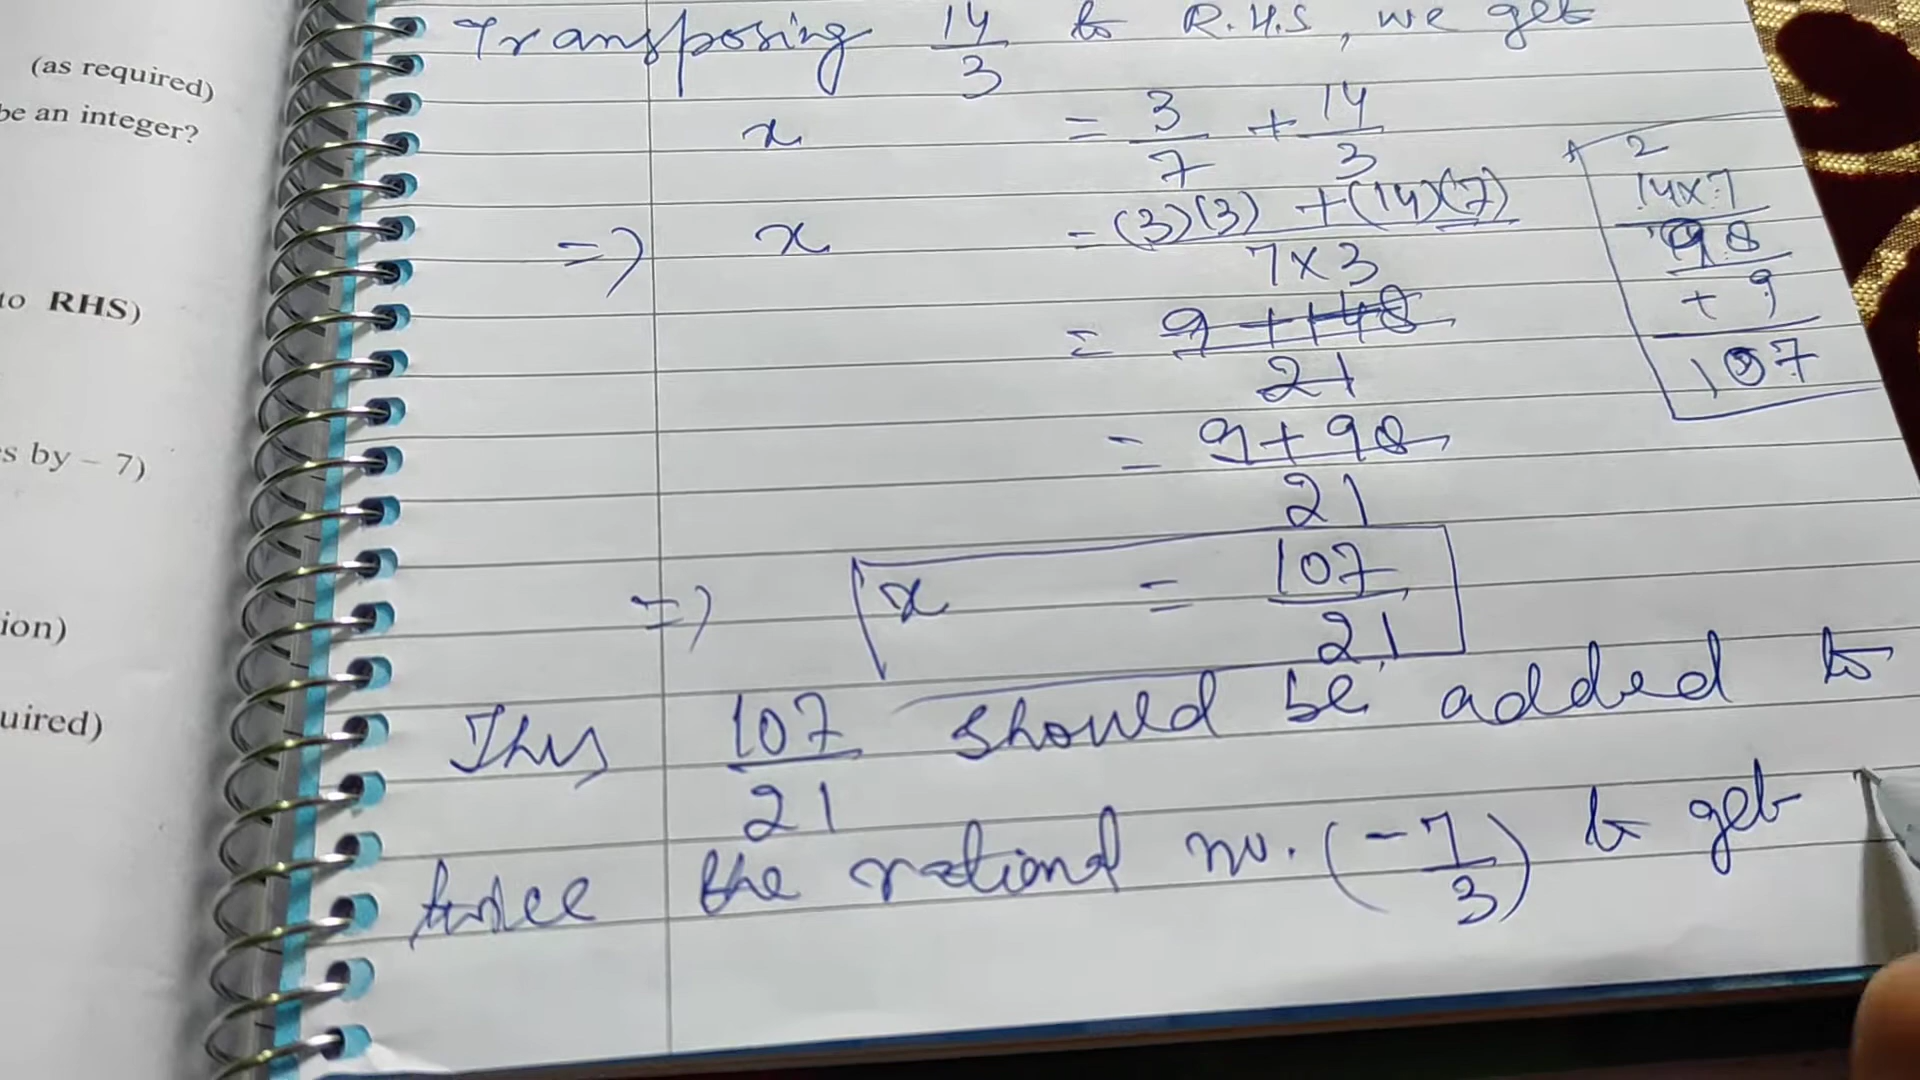 (as required)
be an integer?
to RHS)
s by – 7)
ion)
uired)
Transposing 14/3 to R.H.S, we get
x = 3/7 + 14/3
=> x = (3)(3) + (14)(7) / 7×3
= 9 + 148 / 21
= 9 + 98 / 21
=> x = 107/21
2
14×7
98
+ 9
107
Thus 107/21 should be added to
twice the rational no. (-7/3) to get